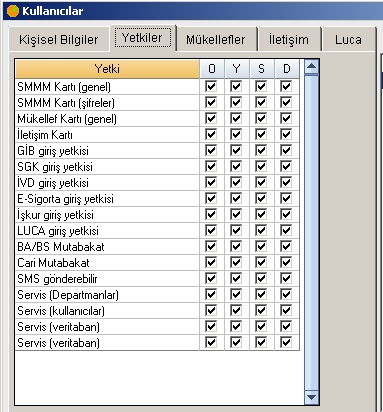 Kullanıcılar
Kişisel Bilgiler Yetkiler Mükellefler İletişim Luca
Yetki O Y S D
SMMM Kartı (genel)
SMMM Kartı (şifreler)
Mükellef Kartı (genel)
İletişim Kartı
GİB giriş yetkisi
SGK giriş yetkisi
İVD giriş yetkisi
E-Sigorta giriş yetkisi
İşkur giriş yetkisi
LUCA giriş yetkisi
BA/BS Mutabakat
Cari Mutabakat
SMS gönderebilir
Servis (Departmanlar)
Servis (kullanıcılar)
Servis (veritaban)
Servis (veritaban)